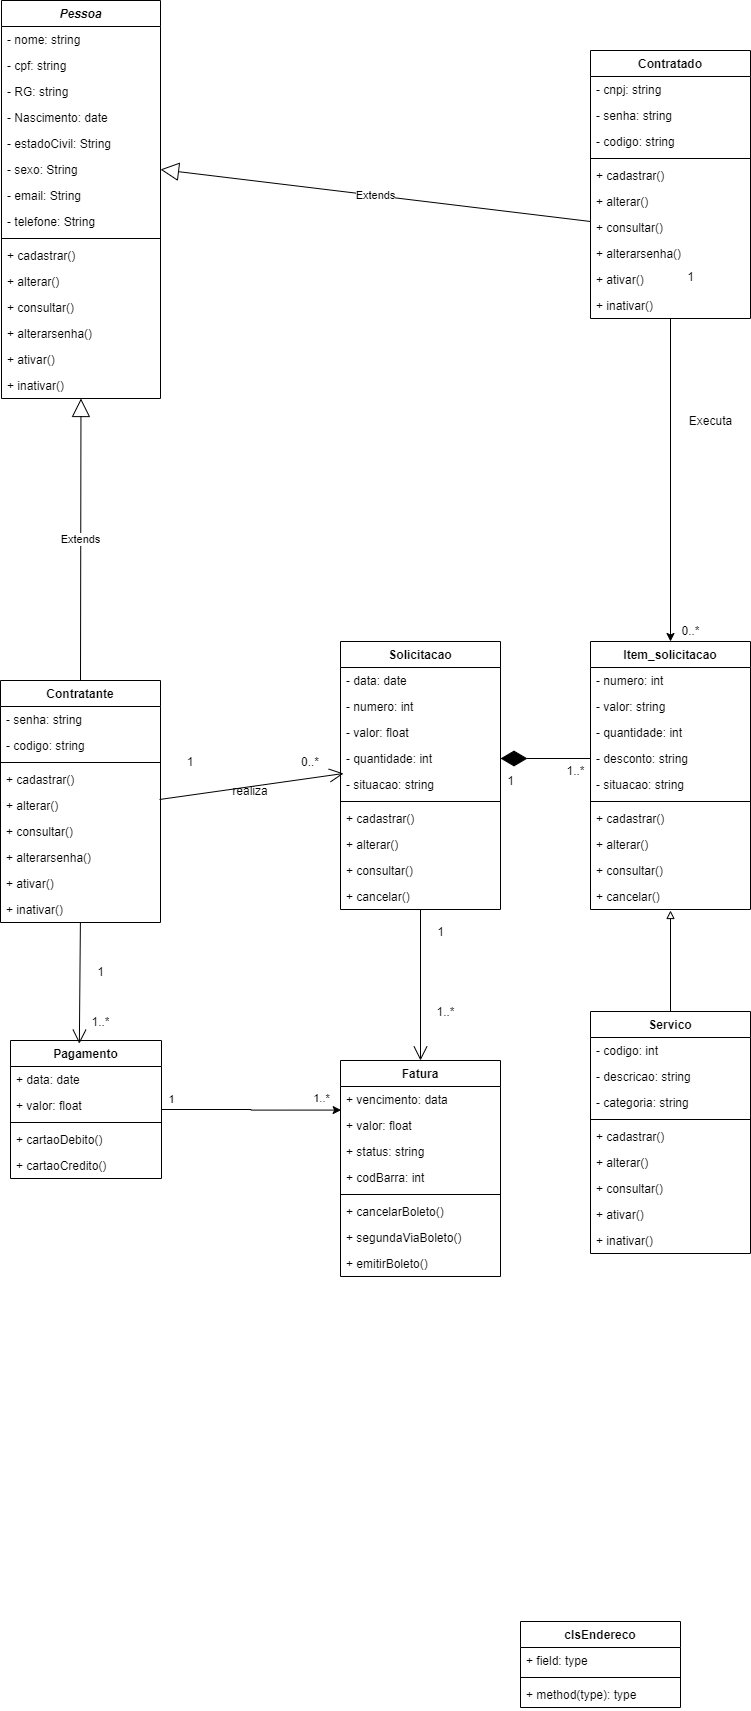 Pessoa
- nome: string
- cpf: string
- RG: string
- Nascimento: date
- estadoCivil: String
- sexo: String
- email: String
- telefone: String
+ cadastrar()
+ alterar()
+ consultar()
+ alterarsenha()
+ ativar()
+ inativar()
Extends
Contratado
- cnpj: string
- senha: string
- codigo: string
+ cadastrar()
+ alterar()
+ consultar()
+ alterarsenha()
+ ativar()
+ inativar()
1
Executa
0..*
Extends
Contratante
- senha: string
- codigo: string
+ cadastrar()
+ alterar()
+ consultar()
+ alterarsenha()
+ ativar()
+ inativar()
1
0..*
realiza
Solicitacao
- data: date
- numero: int
- valor: float
- quantidade: int
- situacao: string
+ cadastrar()
+ alterar()
+ consultar()
+ cancelar()
1
1..*
Item_solicitacao
- numero: int
- valor: string
- quantidade: int
- desconto: string
- situacao: string
+ cadastrar()
+ alterar()
+ consultar()
+ cancelar()
1
1..*
1
1..*
Pagamento
+ data: date
+ valor: float
+ cartaoDebito()
+ cartaoCredito()
1
1..*
Fatura
+ vencimento: data
+ valor: float
+ status: string
+ codBarra: int
+ cancelarBoleto()
+ segundaViaBoleto()
+ emitirBoleto()
Servico
- codigo: int
- descricao: string
- categoria: string
+ cadastrar()
+ alterar()
+ consultar()
+ ativar()
+ inativar()
clsEndereco
+ field: type
+ method(type): type